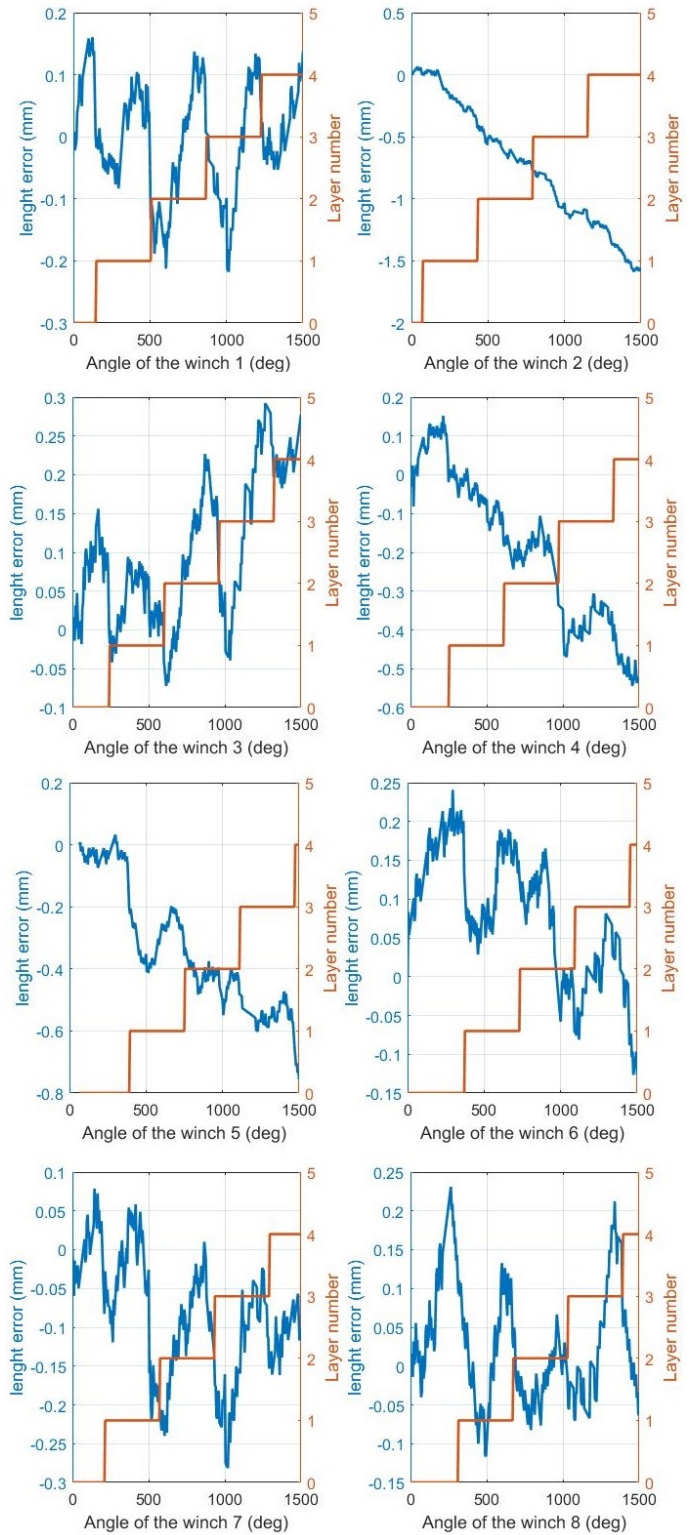 0.2 5 0.5 5
0.1 4 0 4
0 3 -0.5 3
-0.1 2 -1 2
-0.2 1 -1.5 1
-0.3 0 -2 0
lenght error (mm) Layer number lenght error (mm) Layer number
0 500 1000 1500 0 500 1000 1500
Angle of the winch 1 (deg) Angle of the winch 2 (deg)
0.3 5 0.2 5
0.25 0.1
0.2 4 0 4
0.15 3 -0.1 3
0.1 -0.2
0.05 2 -0.3 2
0 1 -0.4 1
-0.05 -0.5
-0.1 0 -0.6 0
lenght error (mm) Layer number lenght error (mm) Layer number
0 500 1000 1500 0 500 1000 1500
Angle of the winch 3 (deg) Angle of the winch 4 (deg)
0.2 5 0.25 5
0.2
0 4 0.15 4
-0.2 3 0.1 3
0.05
-0.4 2 0 2
-0.6 1 -0.05 1
-0.1
-0.8 0 -0.15 0
lenght error (mm) Layer number lenght error (mm) Layer number
0 500 1000 1500 0 500 1000 1500
Angle of the winch 5 (deg) Angle of the winch 6 (deg)
0.1 5 0.25 5
0.05 0.2
0 4 0.15 4
-0.05 3 0.1 3
-0.1 0.05
-0.15 2 0 2
-0.2 1 -0.05 1
-0.25 -0.1
-0.3 0 -0.15 0
lenght error (mm) Layer number lenght error (mm) Layer number
0 500 1000 1500 0 500 1000 1500
Angle of the winch 7 (deg) Angle of the winch 8 (deg)